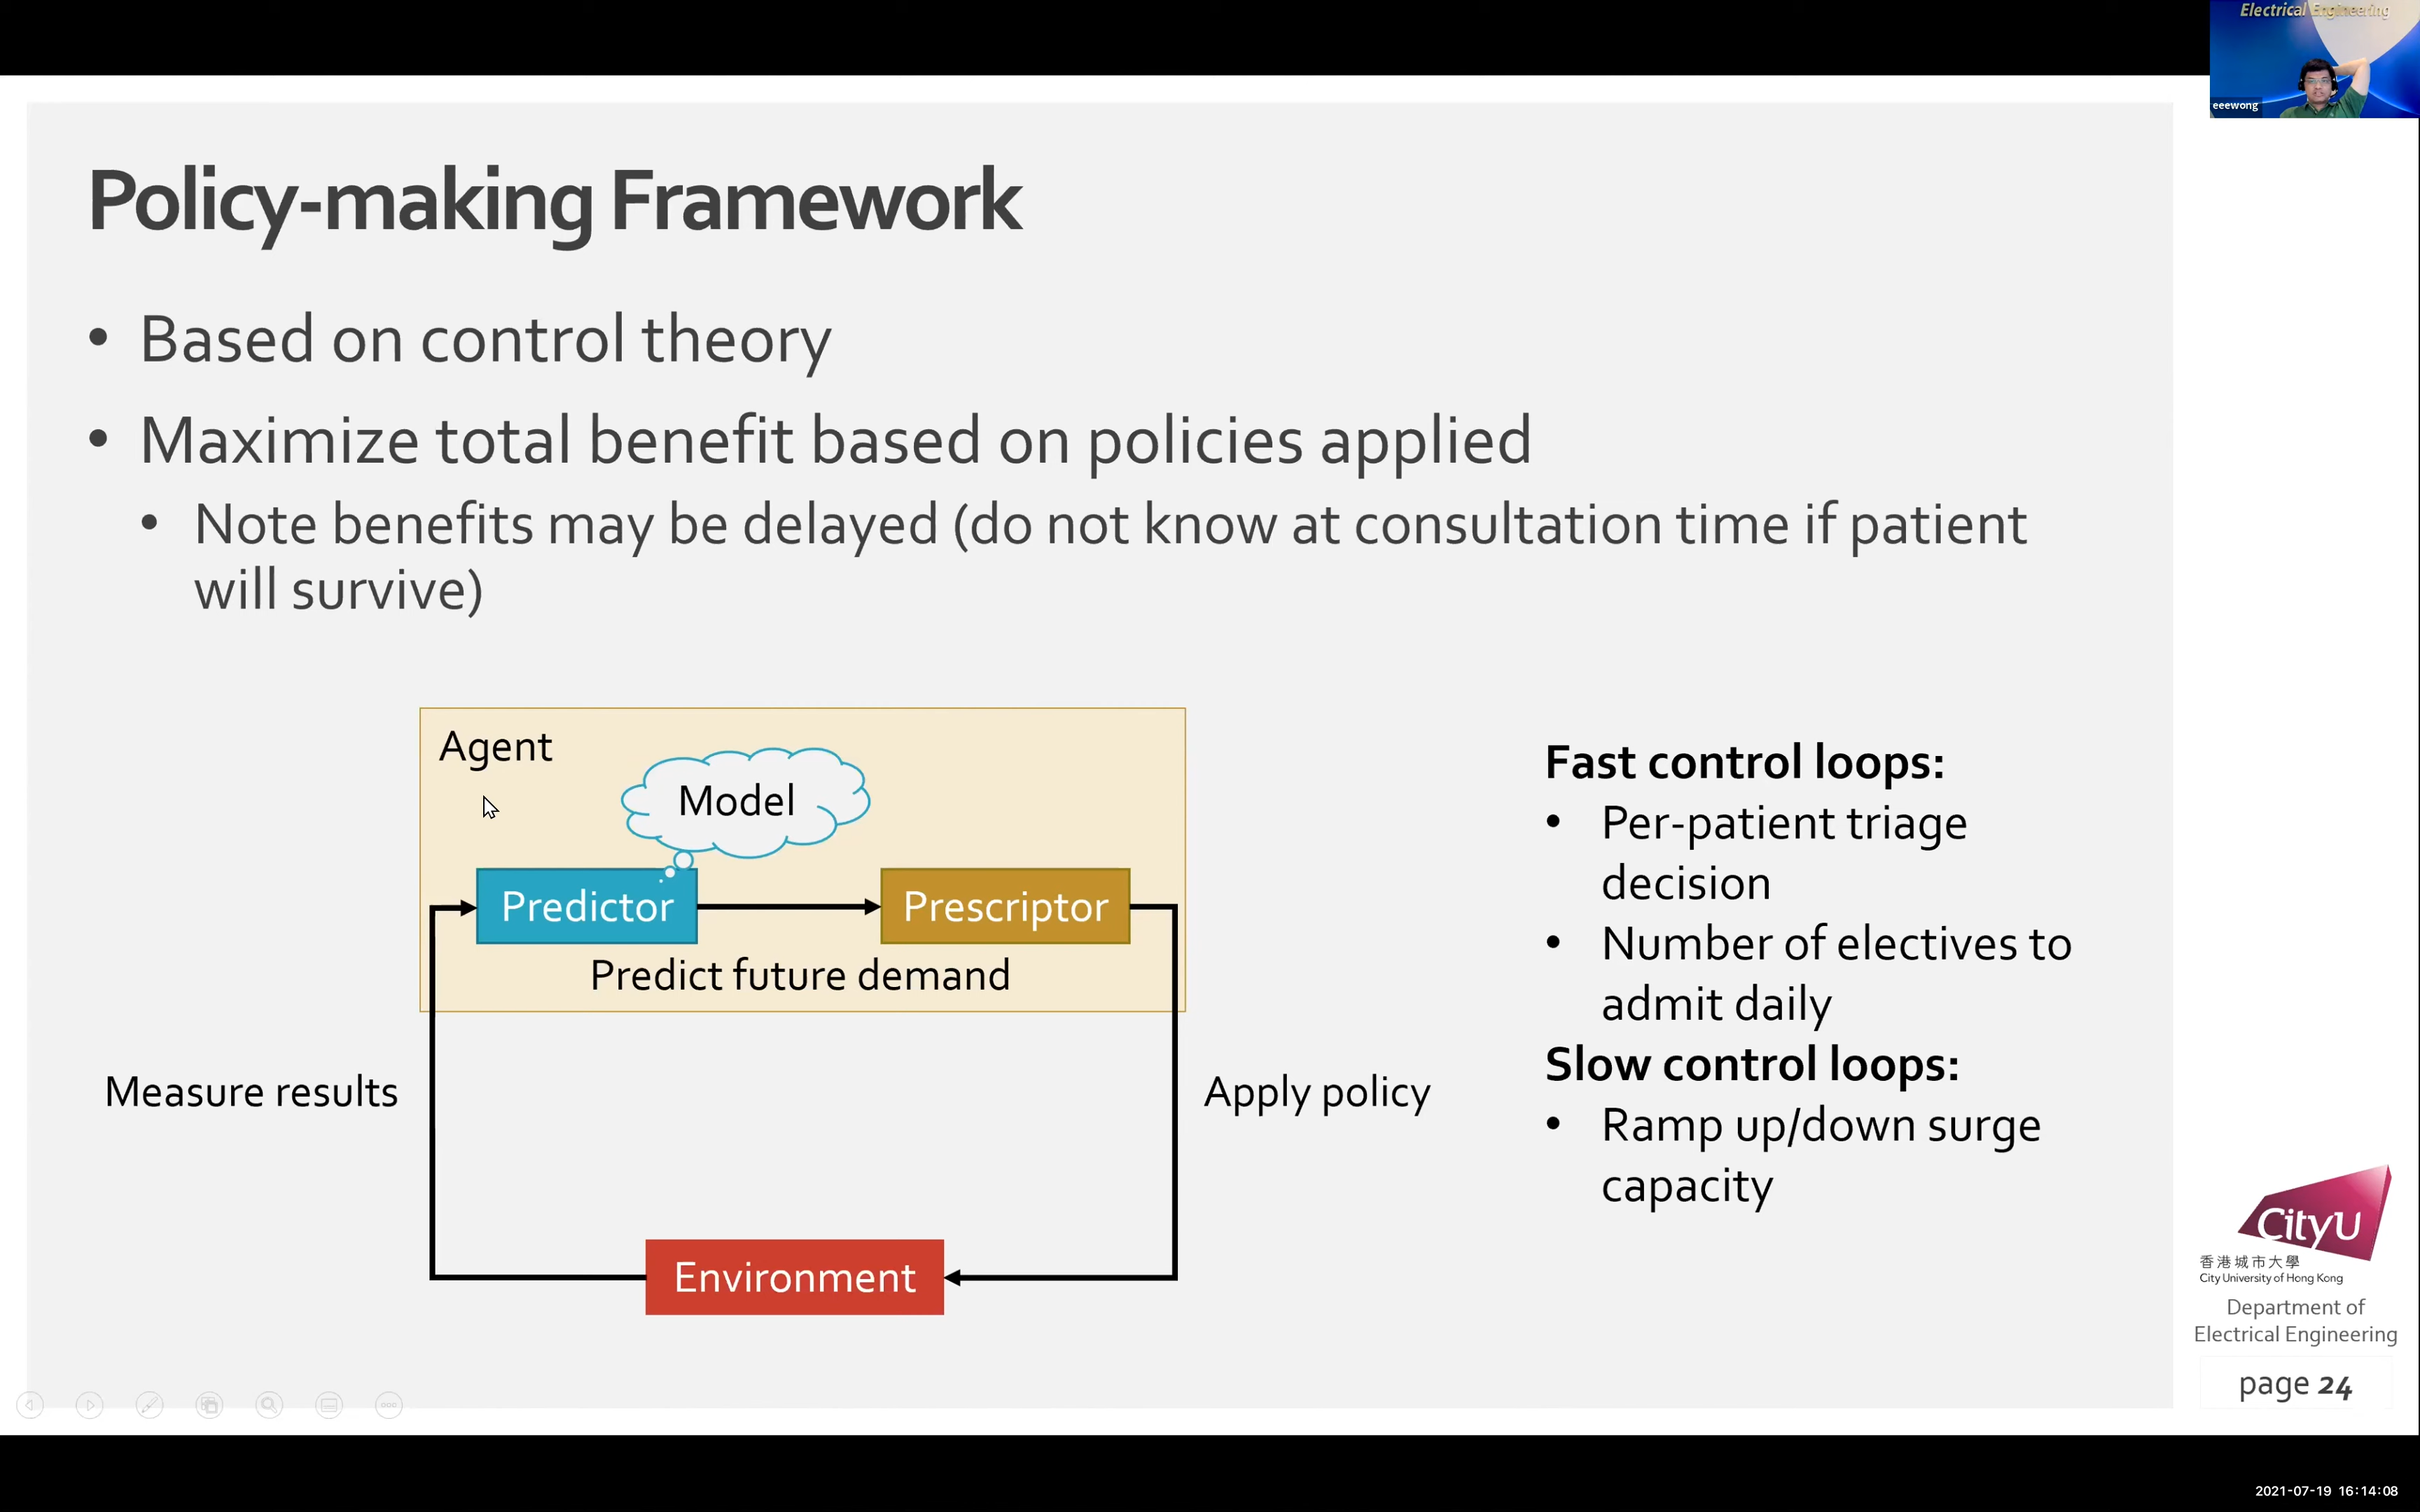 Electrical Engineering
eeewong
Policy-making Framework
• Based on control theory
• Maximize total benefit based on policies applied
• Note benefits may be delayed (do not know at consultation time if patient
will survive)
Agent
Model
Predictor
Prescriptor
Predict future demand
Measure results
Apply policy
Environment
Fast control loops:
• Per-patient triage
decision
• Number of electives to
admit daily
Slow control loops:
• Ramp up/down surge
capacity
CityU
香港城市大學
City University of Hong Kong
Department of
Electrical Engineering
page 24
2021-07-19 16:14:08